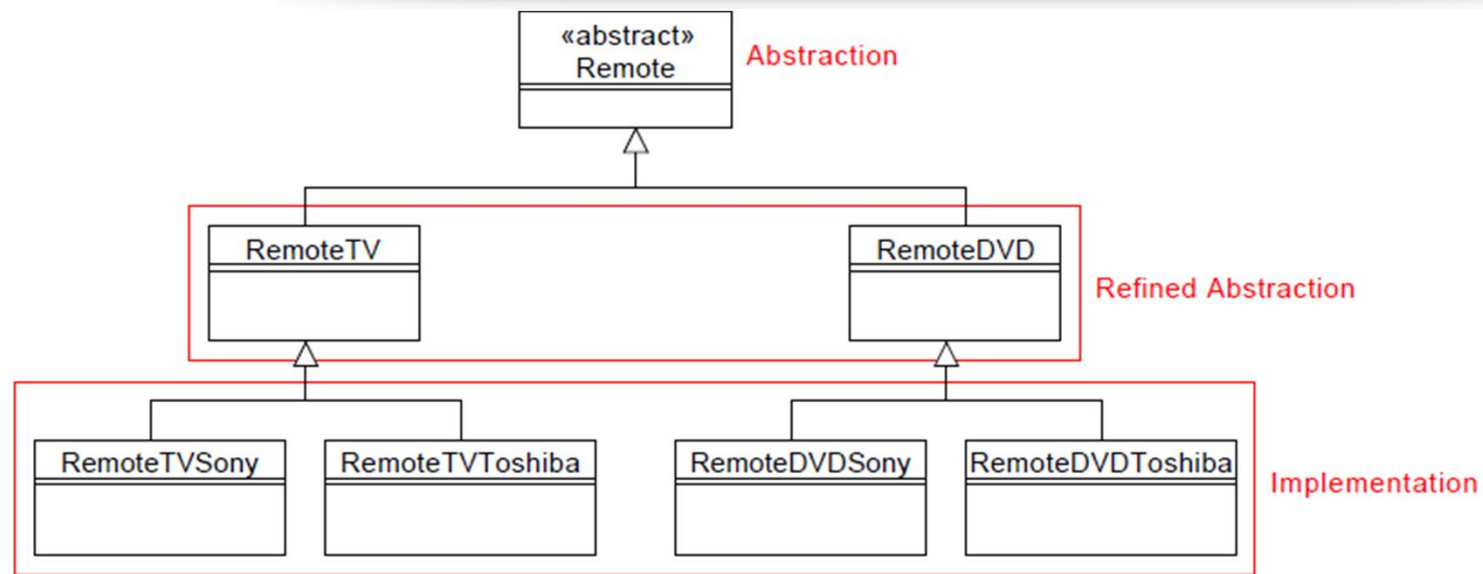 «abstract»
Remote
Abstraction
RemoteTV
RemoteDVD
Refined Abstraction
RemoteTVSony
RemoteTVToshiba
RemoteDVDSony
RemoteDVDToshiba
Implementation